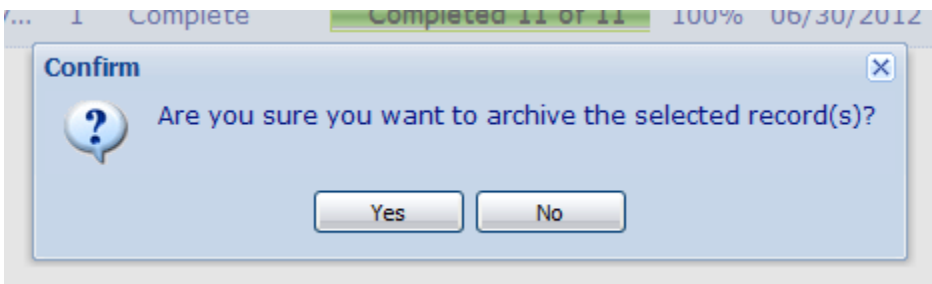 y... 1 Complete Completed 11 of 11 100% 06/30/2012
Confirm
Are you sure you want to archive the selected record(s)?
Yes No